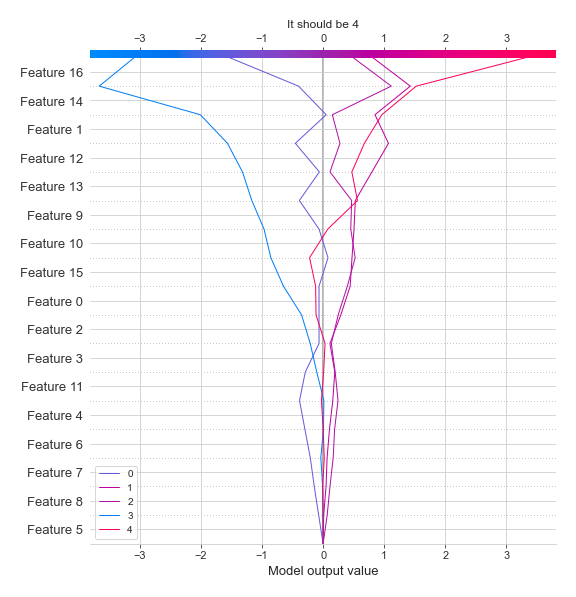 It should be 4
−3 −2 −1 0 1 2 3
Feature 16
Feature 14
Feature 1
Feature 12
Feature 13
Feature 9
Feature 10
Feature 15
Feature 0
Feature 2
Feature 3
Feature 11
Feature 4
Feature 6
Feature 7
Feature 8
Feature 5
0
1
2
3
4
−3 −2 −1 0 1 2 3
Model output value